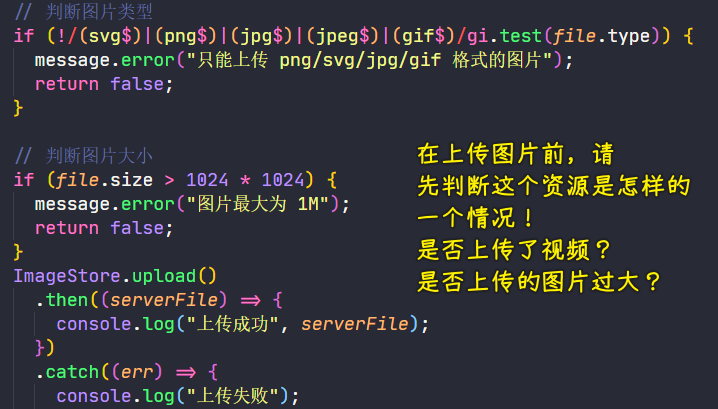 // 判断图片类型
if (!/(svg$)|(png$)|(jpg$)|(jpeg$)|(gif$)/gi.test(file.type)) {
message.error("只能上传 png/svg/jpg/gif 格式的图片");
return false;
}
// 判断图片大小
if (file.size > 1024 * 1024) {
message.error("图片最大为 1M");
return false;
}
ImageStore.upload()
.then((serverFile) => {
console.log("上传成功", serverFile);
})
.catch((err) => {
console.log("上传失败");
在上传图片前，请
先判断这个资源是怎样的
一个情况！
是否上传了视频？
是否上传的图片过大？